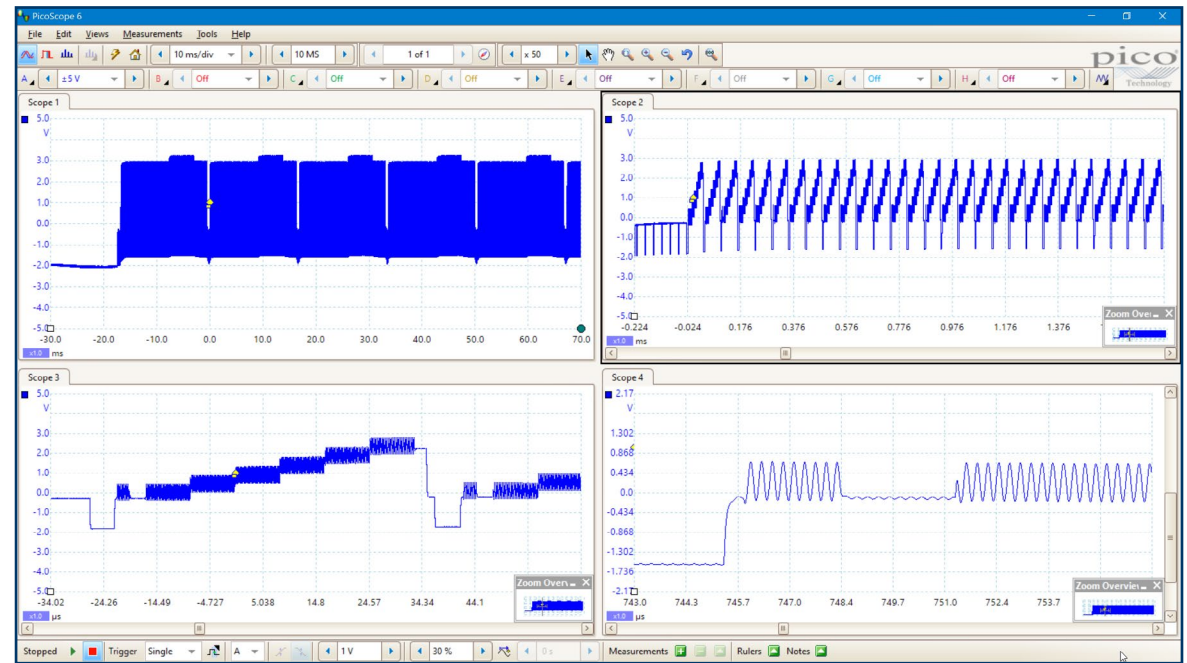 PicoScope 6
File Edit Views Measurements Tools Help
10 ms/div 10 MS 1 of 1 x 50
pico
Technology
A ±5 V B Off C Off D Off E Off F Off G Off H Off
Scope 1
5.0
V
3.0
2.0
1.0
0.0
-1.0
-2.0
-3.0
-4.0
-5.0
-30.0 -20.0 -10.0 0.0 10.0 20.0 30.0 40.0 50.0 60.0 70.0
x1.0 ms
Scope 2
5.0
V
3.0
2.0
1.0
0.0
-1.0
-2.0
-3.0
-4.0
-5.0
Zoom Over
-0.224 -0.024 0.176 0.376 0.576 0.776 0.976 1.176 1.376
x1.0 ms
Scope 3
5.0
V
3.0
2.0
1.0
0.0
-1.0
-2.0
-3.0
-4.0
-5.0
Zoom Overv
-34.02 -24.26 -14.49 -4.727 5.038 14.8 24.57 34.34 44.1
x1.0 µs
Scope 4
2.17
V
1.302
0.868
0.434
0.0
-0.434
-0.868
-1.302
-1.736
-2.17
Zoom Overvie
743.0 744.3 745.7 747.0 748.4 749.7 751.0 752.4 753.7
x1.0 µs
Stopped Trigger Single A 1 V 30 % 0 s Measurements Rulers Notes